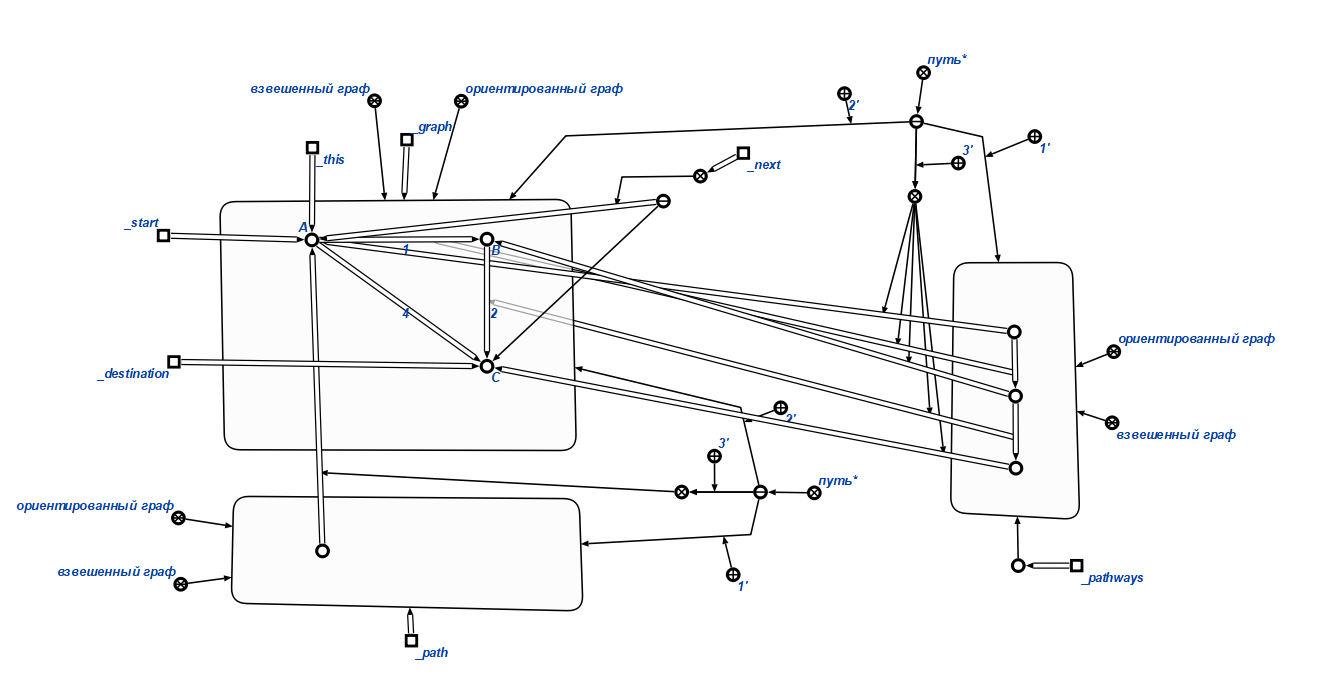 путь*
взвешенный граф
ориентированный граф
2'
_graph
1'
3'
_this
_next
_start
A
1
B
4
2
C
ориентированный граф
_destination
2'
взвешенный граф
3'
путь*
ориентированный граф
взвешенный граф
_pathways
1'
_path